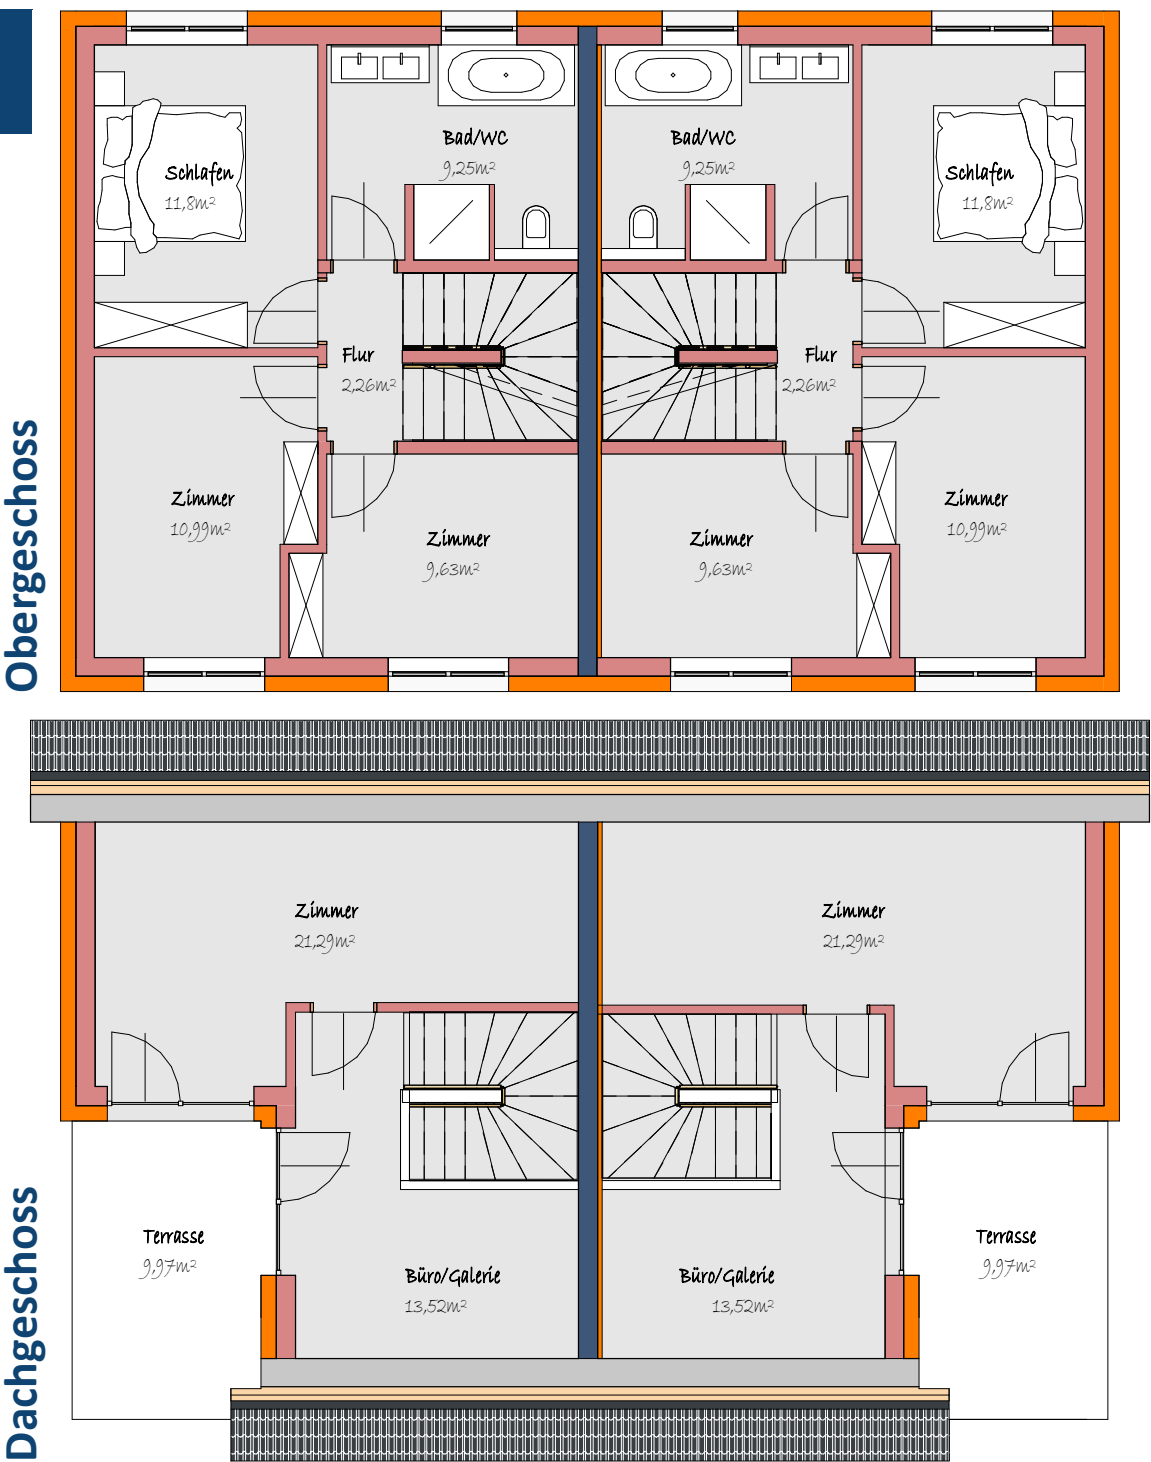 Obergeschoss
Bad/WC
9,25m²
Bad/WC
9,25m²
Schlafen
11,8m²
Schlafen
11,8m²
Flur
2,26m²
Flur
2,26m²
Zimmer
10,99m²
Zimmer
9,63m²
Zimmer
9,63m²
Zimmer
10,99m²
Dachgeschoss
Zimmer
21,29m²
Zimmer
21,29m²
Terrasse
9,97m²
Büro/Galerie
13,52m²
Büro/Galerie
13,52m²
Terrasse
9,97m²